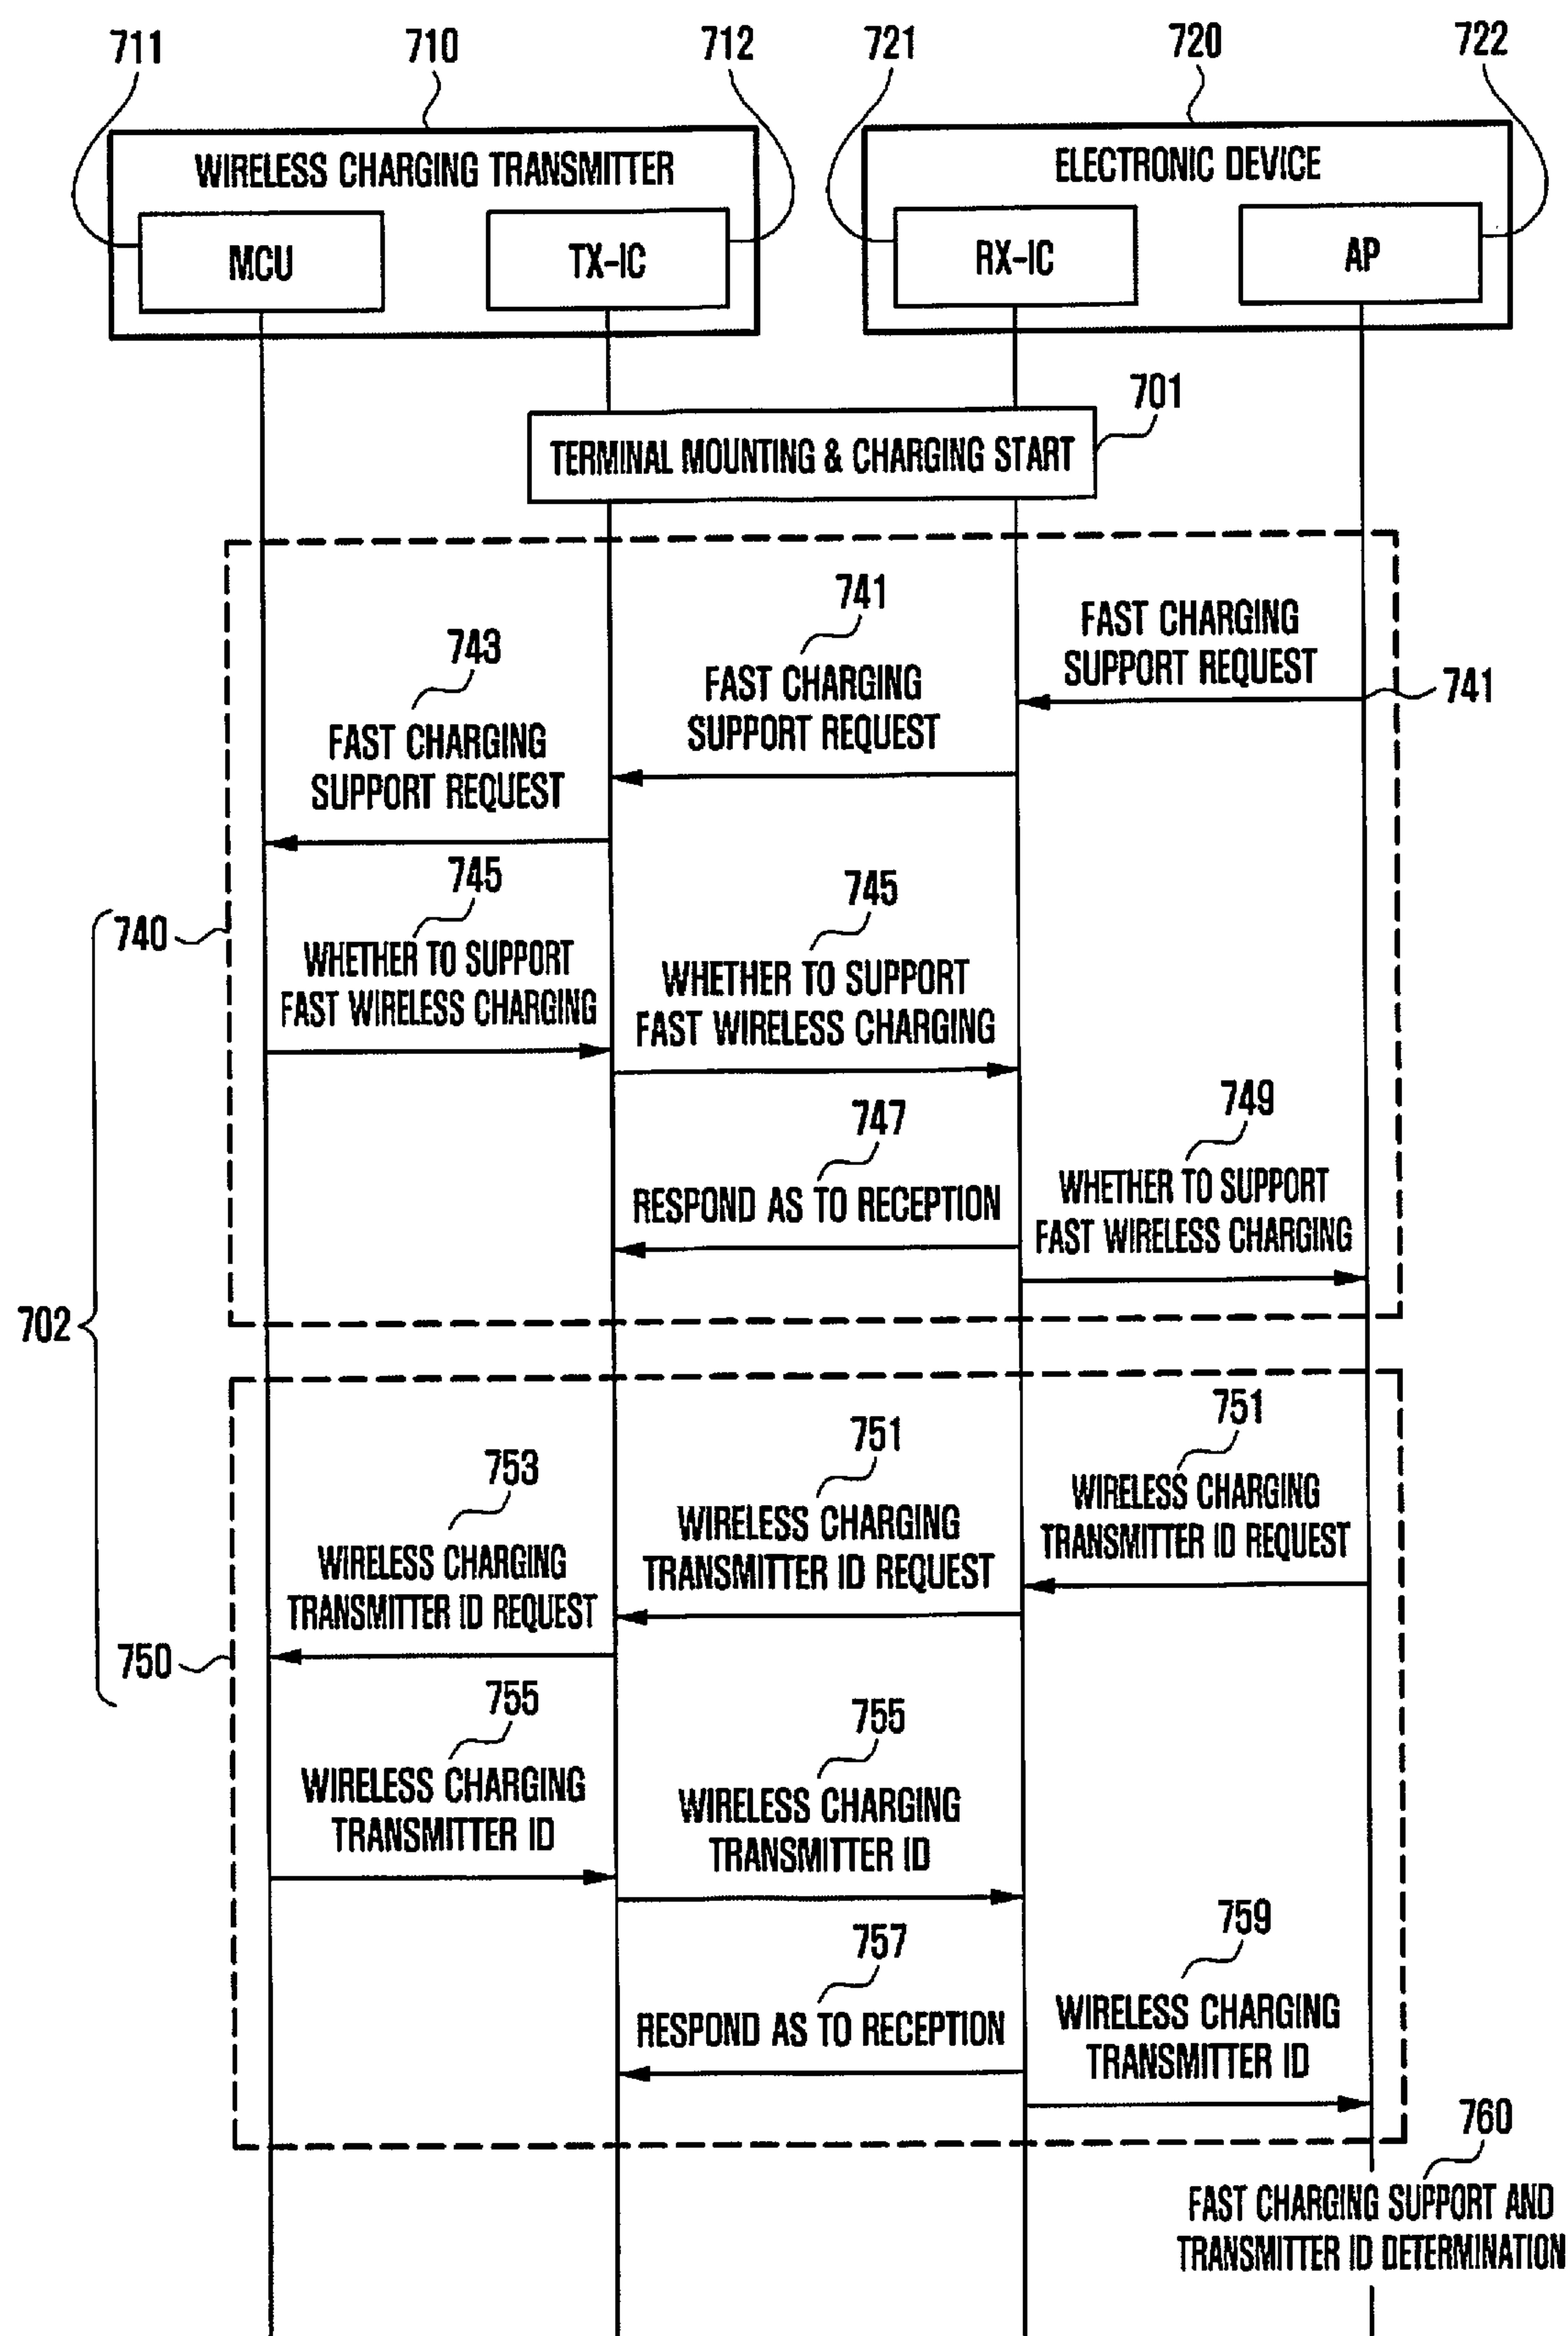 711
710
712
721
720
722
WIRELESS CHARGING TRANSMITTER
ELECTRONIC DEVICE
MCU
TX-IC
RX-IC
AP
701
TERMINAL MOUNTING & CHARGING START
741
FAST CHARGING
SUPPORT REQUEST
741
743
FAST CHARGING
SUPPORT REQUEST
FAST CHARGING
SUPPORT REQUEST
745
WHETHER TO SUPPORT
FAST WIRELESS CHARGING
745
WHETHER TO SUPPORT
FAST WIRELESS CHARGING
740
747
RESPOND AS TO RECEPTION
749
WHETHER TO SUPPORT
FAST WIRELESS CHARGING
702
751
WIRELESS CHARGING
TRANSMITTER ID REQUEST
751
WIRELESS CHARGING
TRANSMITTER ID REQUEST
753
WIRELESS CHARGING
TRANSMITTER ID REQUEST
750
755
WIRELESS CHARGING
TRANSMITTER ID
755
WIRELESS CHARGING
TRANSMITTER ID
757
RESPOND AS TO RECEPTION
759
WIRELESS CHARGING
TRANSMITTER ID
760
FAST CHARGING SUPPORT AND
TRANSMITTER ID DETERMINATION